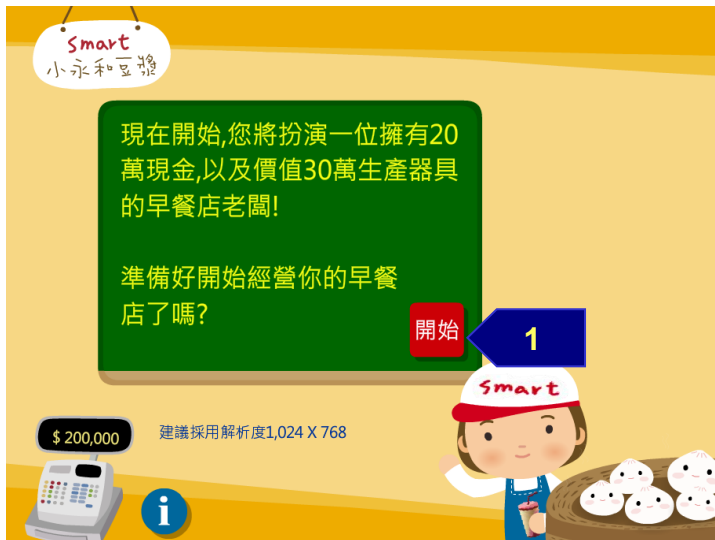 smart
小永和豆漿
現在開始,您將扮演一位擁有20
萬現金,以及價值30萬生產器具
的早餐店老闆!
準備好開始經營你的早餐
店了嗎?
開始
1
smart
$ 200,000
建議採用解析度1,024 X 768
i